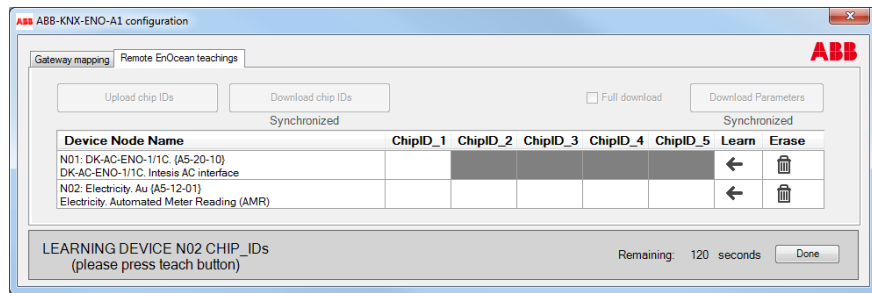 ABB ABB-KNX-ENO-A1 configuration
x
ABB
Gateway mapping Remote EnOcean teachings
Upload chip IDs Download chip IDs Full download Download Parameters
Synchronized Synchronized
Device Node Name ChipID_1 ChipID_2 ChipID_3 ChipID_4 ChipID_5 Learn Erase
N01: DK-AC-ENO-1/1C. {A5-20-10}
DK-AC-ENO-1/1C. Intesis AC interface
N02: Electricity. Au {A5-12-01}
Electricity. Automated Meter Reading (AMR)
LEARNING DEVICE N02 CHIP_IDs
(please press teach button)
Remaining: 120 seconds Done